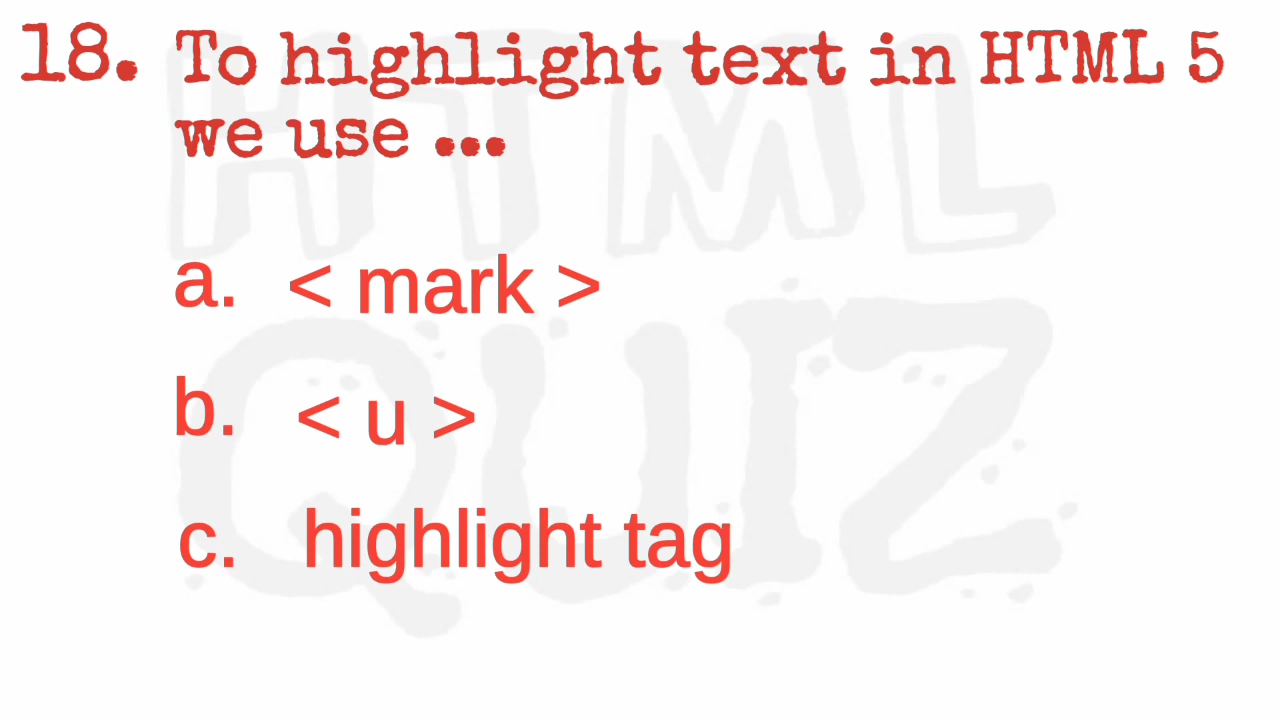 18. To highlight text in HTML 5
we use ...
a. < mark >
b. < u >
c. highlight tag
HTML
QUIZ